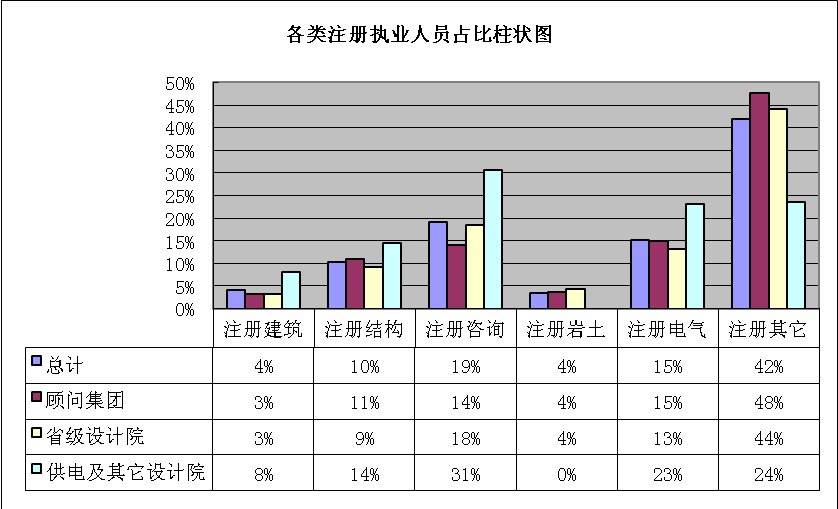 各类注册执业人员占比柱状图
50%
45%
40%
35%
30%
25%
20%
15%
10%
5%
0%
注册建筑 注册结构 注册咨询 注册岩土 注册电气 注册其它
总计 4% 10% 19% 4% 15% 42%
顾问集团 3% 11% 14% 4% 15% 48%
省级设计院 3% 9% 18% 4% 13% 44%
供电及其它设计院 8% 14% 31% 0% 23% 24%